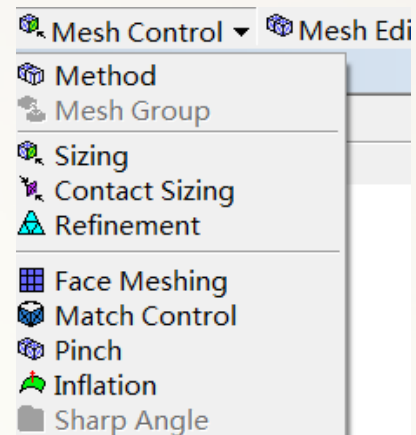 Mesh Control Mesh Edi
Method
Mesh Group
Sizing
Contact Sizing
Refinement
Face Meshing
Match Control
Pinch
Inflation
Sharp Angle